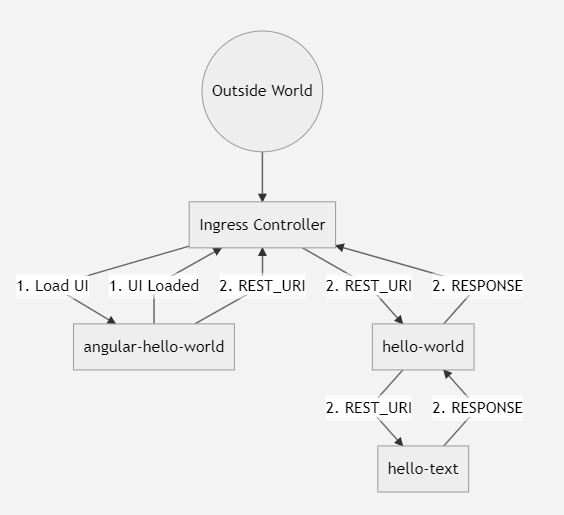 Outside World
Ingress Controller
1. Load UI
1. UI Loaded
2. REST_URI
2. REST_URI
2. RESPONSE
angular-hello-world
hello-world
2. REST_URI
2. RESPONSE
hello-text